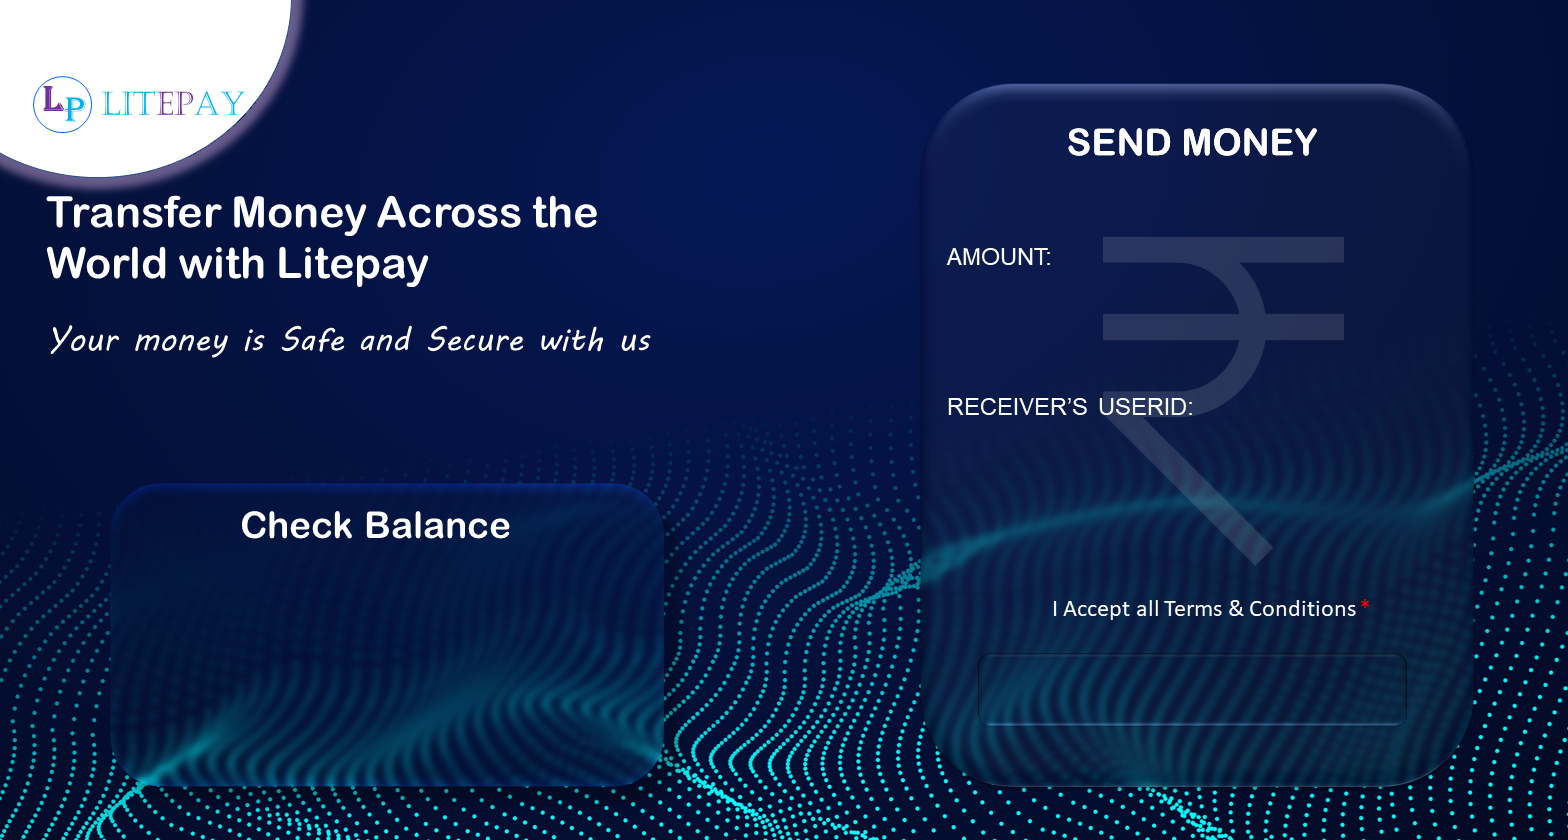 LP LITEPAY
Transfer Money Across the
World with Litepay
Your money is Safe and Secure with us
Check Balance
SEND MONEY
AMOUNT:
₹
RECEIVER’S USERID:
I Accept all Terms & Conditions *